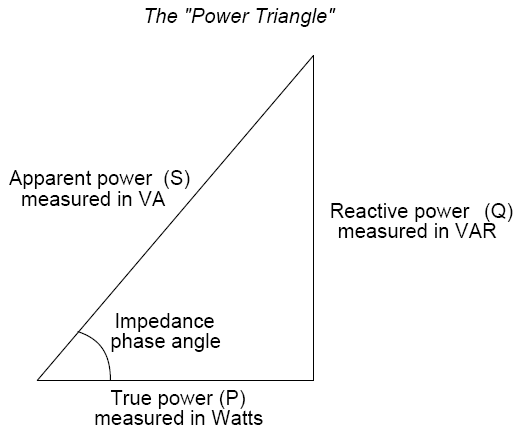 The "Power Triangle"
Apparent power (S)
measured in VA
Reactive power (Q)
measured in VAR
Impedance
phase angle
True power (P)
measured in Watts